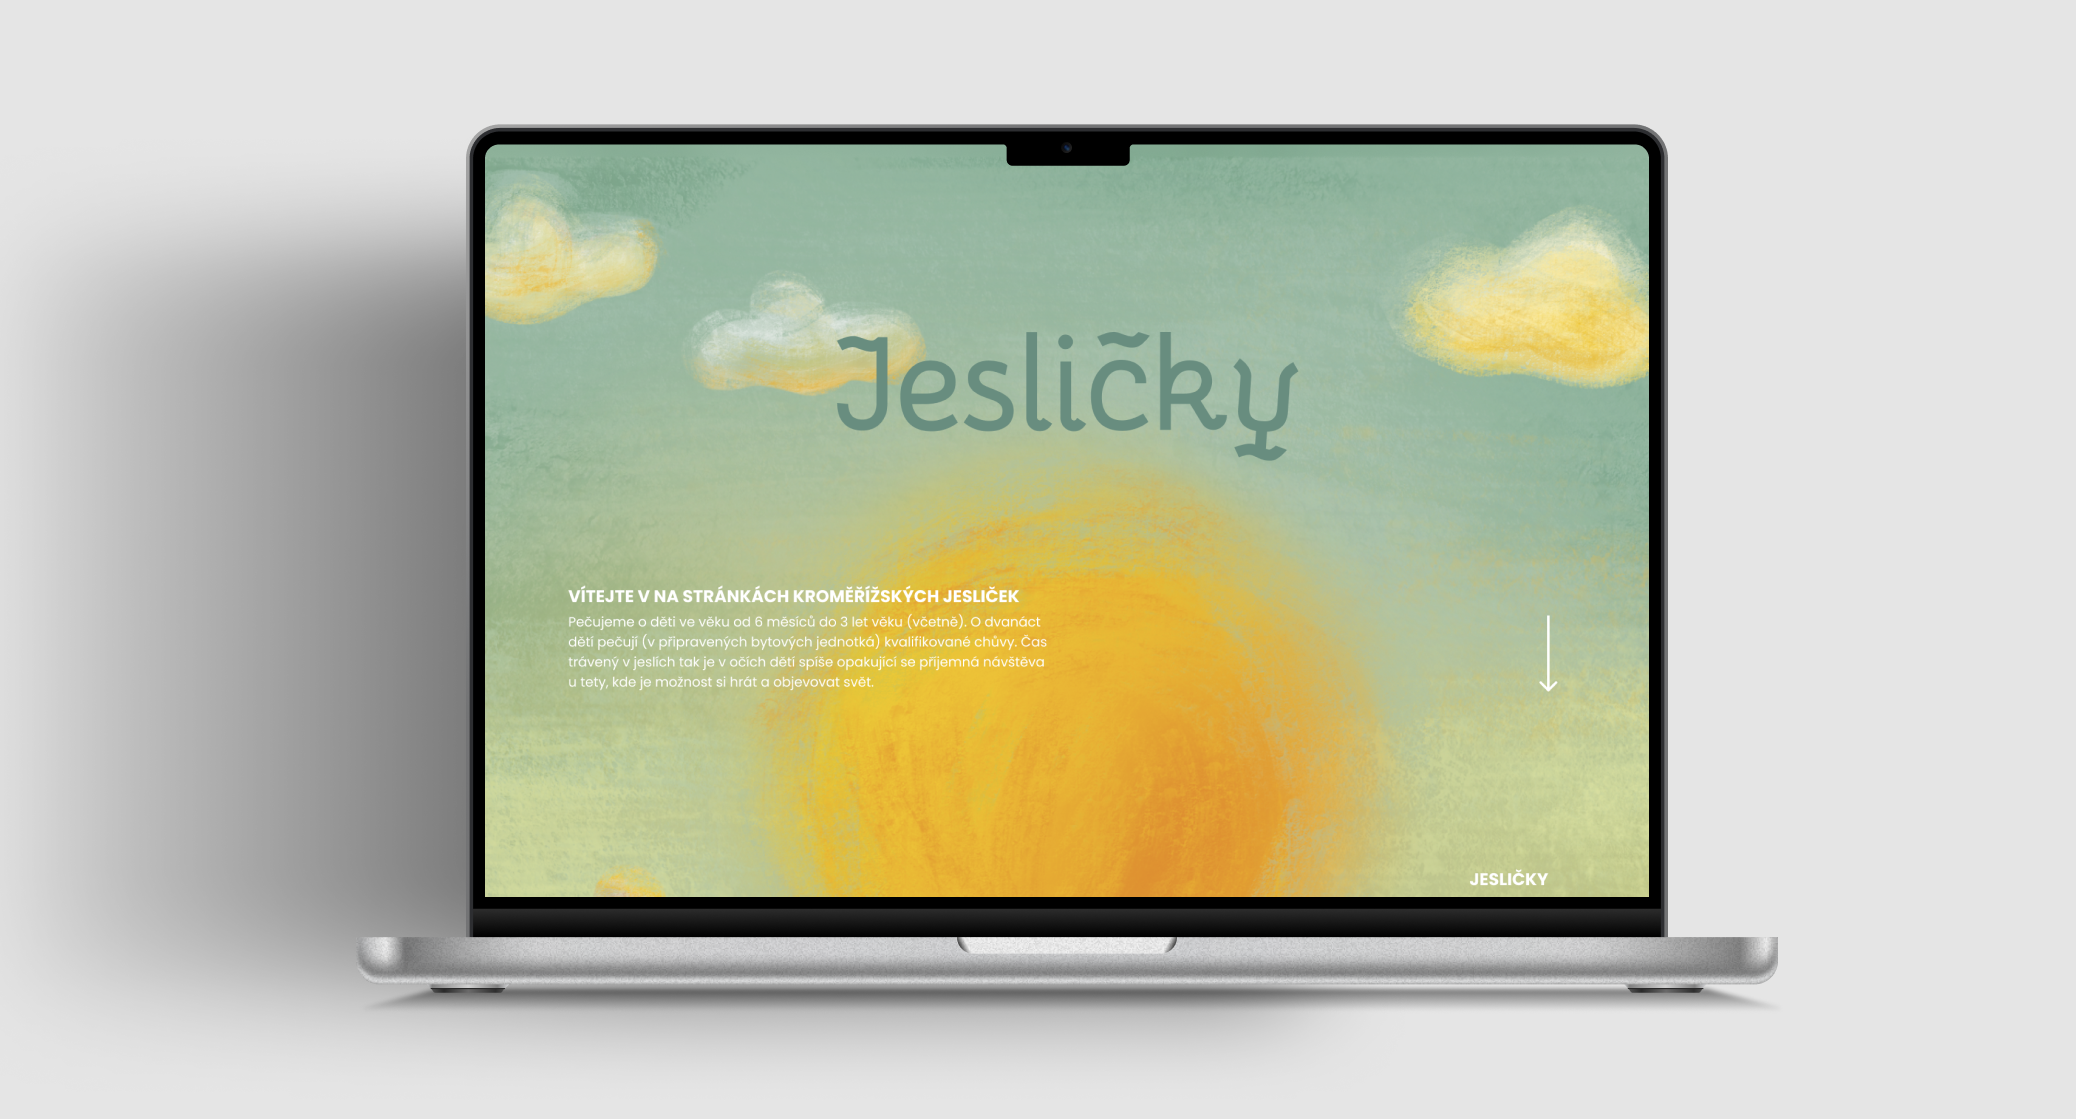 Jesličky
VÍTEJTE V NA STRÁNKÁCH KROMĚŘÍŽSKÝCH JESLIČEK
Pečujeme o děti ve věku od 6 měsíců do 3 let věku (včetně). O dvanáct
dětí pečují (v připravených bytových jednotká) kvalifikované chůvy. Čas
trávený v jeslích tak je v očích dětí spíše opakující se příjemná návštěva
u tety, kde je možnost si hrát a objevovat svět.
JESLIČKY